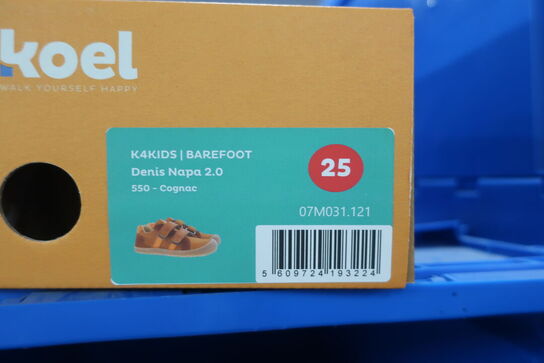 koel
WALK YOURSELF HAPPY
K4KIDS | BAREFOOT
Denis Napa 2.0
550 - Cognac
25
07M031.121
5 609724 193224